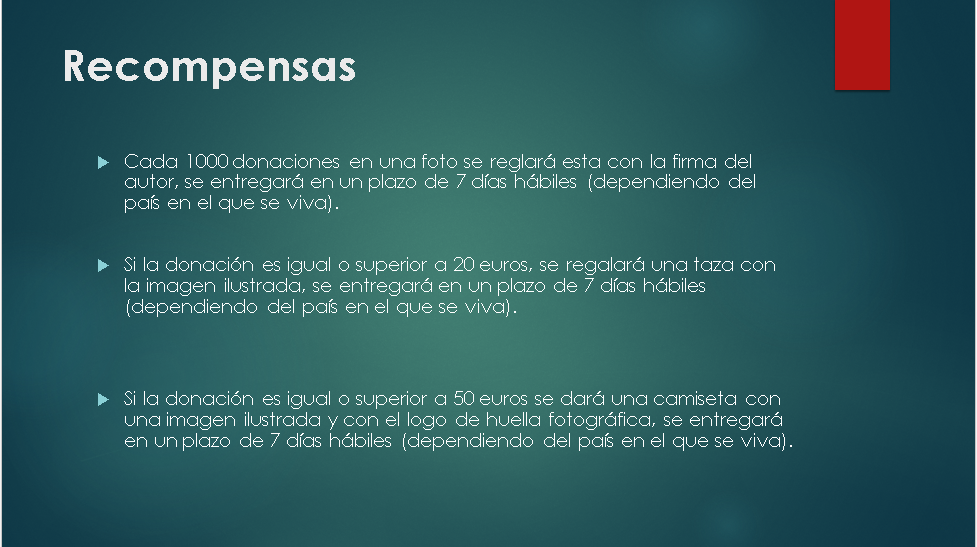 Recompensas
Cada 1000 donaciones en una foto se reglará esta con la firma del
autor, se entregará en un plazo de 7 días hábiles (dependiendo del
país en el que se viva).
Si la donación es igual o superior a 20 euros, se regalará una taza con
la imagen ilustrada, se entregará en un plazo de 7 días hábiles
(dependiendo del país en el que se viva).
Si la donación es igual o superior a 50 euros se dará una camiseta con
una imagen ilustrada y con el logo de huella fotográfica, se entregará
en un plazo de 7 días hábiles (dependiendo del país en el que se viva).